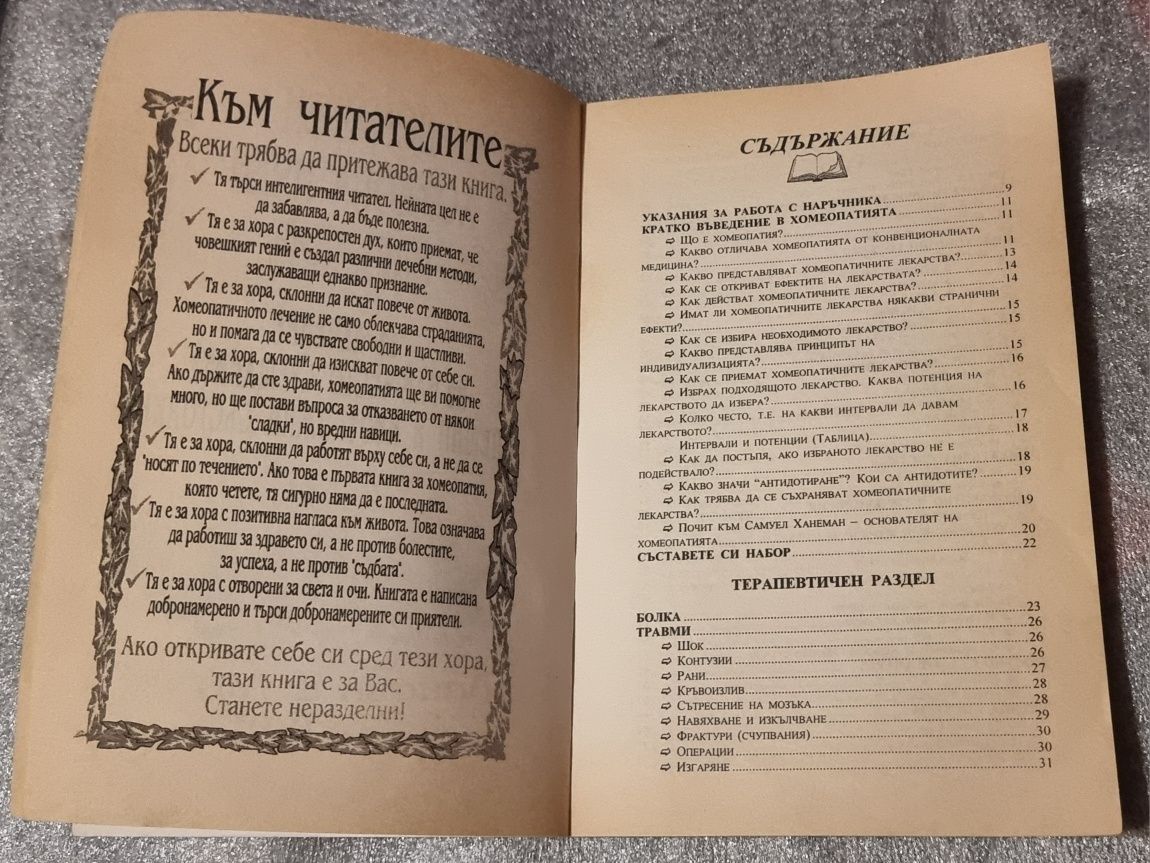 Към читателите
Всеки трябва да притежава тази книга.
✓ Тя търси интелигентния читател. Нейната цел не е
да забавлява, а да бъде полезна.
✓ Тя е за хора с разкрепостен дух, които приемат, че
човешкият гений е създал различни лечебни методи,
заслужаващи еднакво признание.
✓ Тя е за хора, склонни да искат повече от живота.
Хомеопатичното лечение не само облекчава страданията,
но и помага да се чувствате свободни и щастливи.
✓ Тя е за хора, склонни да изискват повече от себе си.
Ако държите да сте здрави, хомеопатията ще ви помогне
много, но ще постави въпроса за отказването от някои
"сладки", но вредни навици.
✓ Тя е за хора, склонни да работят върху себе си, а не да се
"носят по течението". Ако това е първата книга за хомеопатия,
която четете, тя сигурно няма да е последната.
✓ Тя е за хора с позитивна нагласа към живота. Това означава
да работиш за здравето си, а не против болестите,
за успеха, а не против "съдбата".
✓ Тя е за хора с отворени за света и очи. Книгата е написана
добронамерено и търси добронамерените си приятели.
Ако откривате себе си сред тези хора,
тази книга е за Вас.
Станете неразделни!
СЪДЪРЖАНИЕ
УКАЗАНИЯ ЗА РАБОТА С НАРЪЧНИКА 9
КРАТКО ВЪВЕДЕНИЕ В ХОМЕОПАТИЯТА 11
⇨ Що е хомеопатия? 11
⇨ Какво отличава хомеопатията от конвенционалната
медицина? 11
⇨ Какво представляват хомеопатичните лекарства? 13
⇨ Как се откриват ефектите на лекарствата? 14
⇨ Как действат хомеопатичните лекарства? 14
⇨ Имат ли хомеопатичните лекарства някакви странични
ефекти? 15
⇨ Как се избира необходимото лекарство? 15
⇨ Какво представлява принципът на
индивидуализацията? 15
⇨ Как се приемат хомеопатичните лекарства? 16
⇨ Избрах подходящото лекарство. Каква потенция на
лекарството да избера? 16
⇨ Колко често, т.е. на какви интервали да давам
лекарството? 17
Интервали и потенции (Таблица) 18
⇨ Как да постъпя, ако избраното лекарство не е
подействало? 18
⇨ Какво значи “антидотиране”? Кои са антидотите? 19
⇨ Как трябва да се съхраняват хомеопатичните
лекарства? 19
⇨ Почит към Самуел Ханеман – основателят на
хомеопатията 20
СЪСТАВЕТЕ СИ НАБОР 22
ТЕРАПЕВТИЧЕН РАЗДЕЛ
БОЛКА 23
ТРАВМИ 26
⇨ Шок 26
⇨ Контузии 26
⇨ Рани 27
⇨ Кръвоизлив 28
⇨ Сътресение на мозъка 28
⇨ Навяхване и изкълчване 29
⇨ Фрактури (счупвания) 30
⇨ Операции 30
⇨ Изгаряне 31